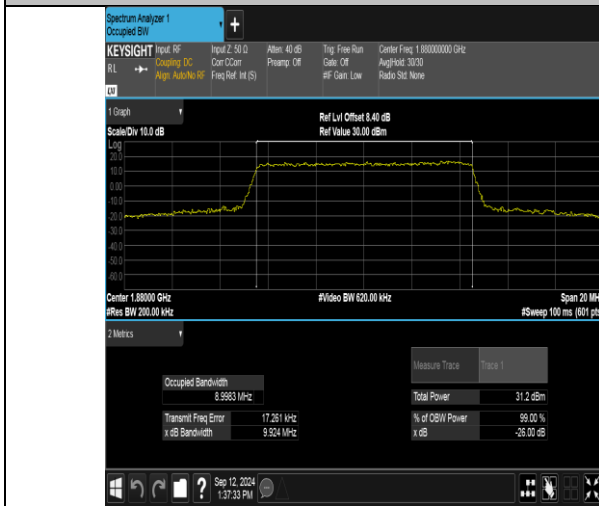 Spectrum Analyzer 1
Occupied BW
+
KEYSIGHT Input: RF Input Z: 50 Ω Atten: 40 dB Trig: Free Run Center Freq: 1.880000000 GHz
RL Coupling: DC Corr CCorr Preamp: Off Gate: Off Avg|Hold: 30/30
Align: Auto/No RF Freq Ref: Int (S) #IF Gain: Low Radio Std: None
1 Graph Ref Lvl Offset 8.40 dB
Scale/Div 10.0 dB Ref Value 30.00 dBm
Log
20.0
10.0
0.00
-10.0
-20.0
-30.0
-40.0
-50.0
-60.0
Center 1.88000 GHz #Video BW 620.00 kHz Span 20 MH
#Res BW 200.00 kHz #Sweep 100 ms (601 pts
2 Metrics
Measure Trace Trace 1
Occupied Bandwidth
8.9983 MHz Total Power 31.2 dBm
Transmit Freq Error 17.261 kHz % of OBW Power 99.00 %
x dB Bandwidth 9.924 MHz x dB -26.00 dB
? Sep 12, 2024
1:37:33 PM